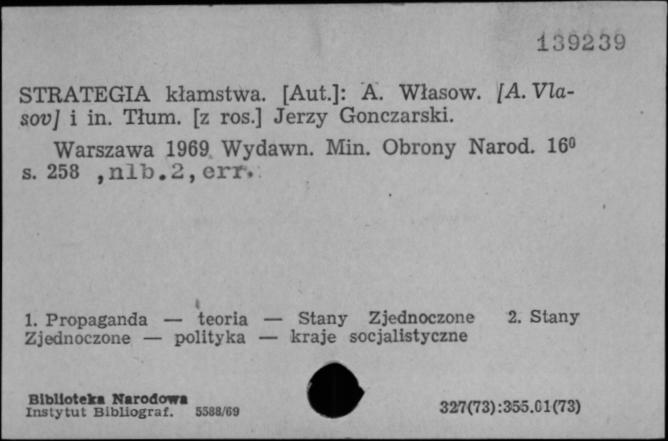 139239
STRATEGIA kłamstwa. [Aut.]: A. Własow. [A. Vla-
sov] i in. Tłum. [z ros.] Jerzy Gonczarski.
Warszawa 1969. Wydawn. Min. Obrony Narod. 16⁰
s. 258 ,nlb.2,err.
1. Propaganda — teoria — Stany Zjednoczone 2. Stany
Zjednoczone — polityka — kraje socjalistyczne
Biblioteka Narodowa
Instytut Bibliograf. 5588/69
327(73):355.01(73)